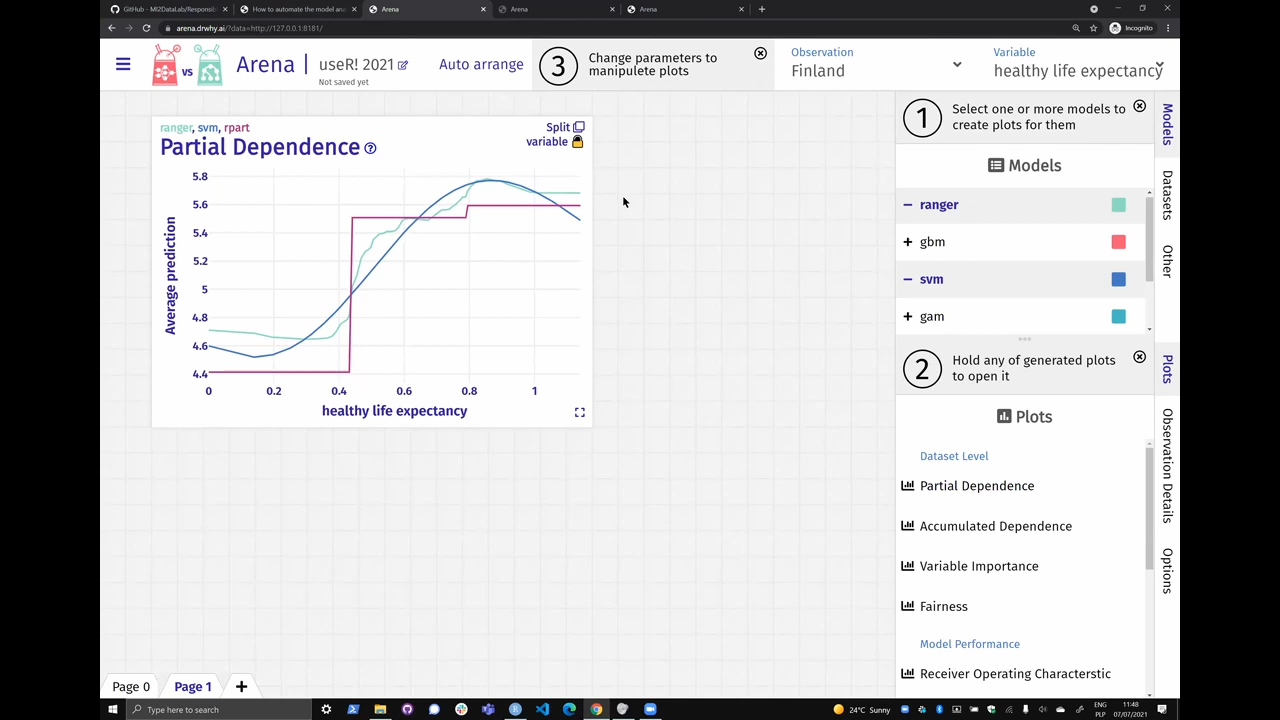 GitHub - MI2DataLab/Responsib
How to automate the model ana
Arena
Arena
Arena
arena.drwhy.ai/?data=http://127.0.0.1:8181/
Incognito
vs
Arena
useR! 2021
Not saved yet
Auto arrange
3
Change parameters to
manipulete plots
Observation
Finland
Variable
healthy life expectancy
ranger, svm, rpart
Partial Dependence
Split
variable
5.8
5.6
5.4
5.2
5
4.8
4.6
4.4
Average prediction
0
0.2
0.4
0.6
0.8
1
healthy life expectancy
1
Select one or more models to
create plots for them
Models
ranger
gbm
svm
gam
2
Hold any of generated plots
to open it
Plots
Dataset Level
Partial Dependence
Accumulated Dependence
Variable Importance
Fairness
Model Performance
Receiver Operating Characterstic
Models
Datasets
Other
Plots
Observation Details
Options
Page 0
Page 1
Type here to search
24°C Sunny
ENG
PLP
11:48
07/07/2021